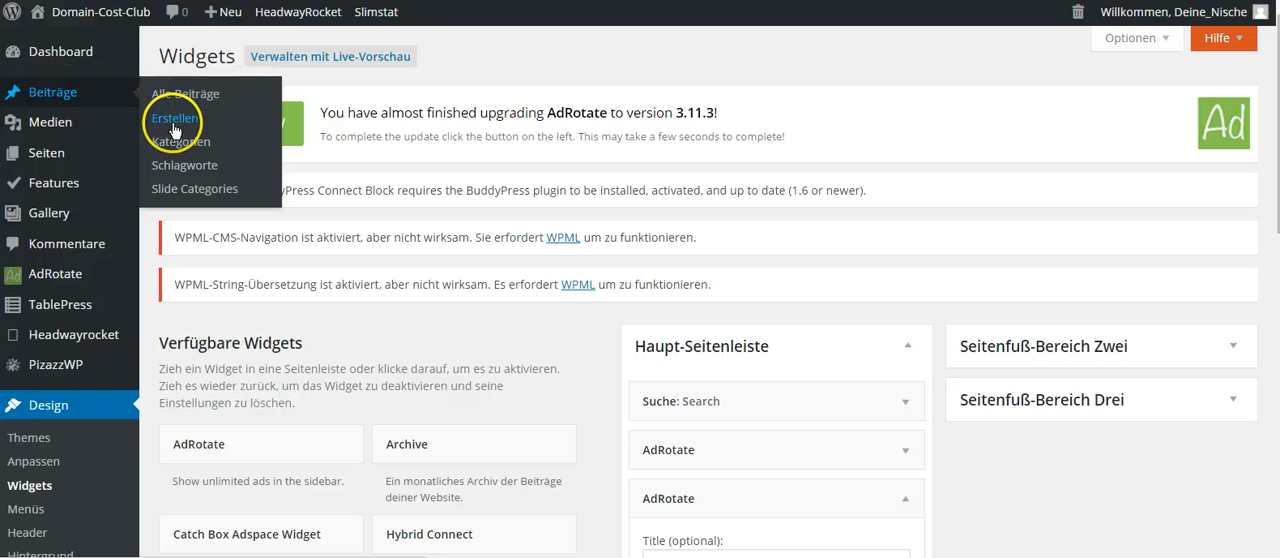 Domain-Cost-Club 0 Neu HeadwayRocket Slimstat Willkommen, Deine_Nische
Dashboard
Beiträge
Medien
Seiten
Features
Gallery
Kommentare
AdRotate
TablePress
Headwayrocket
PizazzWP
Design
Themes
Anpassen
Widgets
Menüs
Header
Hintergrund
Alle Beiträge
Erstellen
Kategorien
Schlagworte
Slide Categories
Widgets Verwalten mit Live-Vorschau
Optionen Hilfe
You have almost finished upgrading AdRotate to version 3.11.3!
To complete the update click the button on the left. This may take a few seconds to complete!
Ad
Connect Block requires the BuddyPress plugin to be installed, activated, and up to date (1.6 or newer).
WPML-CMS-Navigation ist aktiviert, aber nicht wirksam. Sie erfordert WPML um zu funktionieren.
WPML-String-Übersetzung ist aktiviert, aber nicht wirksam. Es erfordert WPML um zu funktionieren.
Verfügbare Widgets
Zieh ein Widget in eine Seitenleiste oder klicke darauf, um es zu aktivieren.
Zieh es wieder zurück, um das Widget zu deaktivieren und seine
Einstellungen zu löschen.
AdRotate
Show unlimited ads in the sidebar.
Archive
Ein monatliches Archiv der Beiträge
deiner Website.
Catch Box Adspace Widget
Hybrid Connect
Haupt-Seitenleiste
Suche: Search
AdRotate
AdRotate
Title (optional):
Seitenfuß-Bereich Zwei
Seitenfuß-Bereich Drei